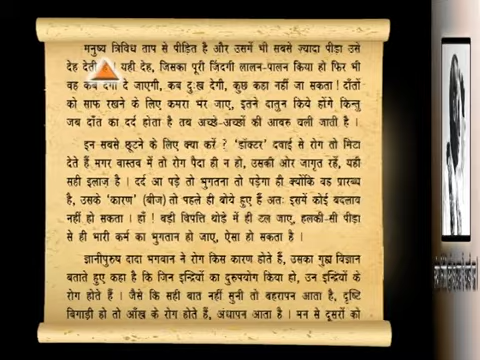 मनुष्य त्रिविध ताप से पीड़ित है और उसमें भी सबसे ज़्यादा पीड़ा उसे
देह देती है यही देह, जिसका पूरी जिंदगी लालन-पालन किया हो फिर भी
वह कब दगा दे जाएगी, कब दुःख देगी, कुछ कहा नहीं जा सकता! दाँतों
को साफ रखने के लिए कमरा भर जाए, इतने दातुन किये होंगे किन्तु
जब दाँत का दर्द होता है तब अच्छे-अच्छों की आबरू चली जाती है ।
इन सबसे छूटने के लिए क्या करें ? 'डॉक्टर' दवाई से रोग तो मिटा
देते हैं मगर वास्तव में तो रोग पैदा ही न हो, उसकी ओर जागृत रहें, यही
सही इलाज़ है । दर्द आ पड़े तो भुगतना तो पड़ेगा ही क्योंकि वह प्रारब्ध
है, उसके 'कारण' (बीज) तो पहले ही बोये हुए हैं अतः इसमें कोई बदलाव
नहीं हो सकता । हाँ ! बड़ी विपत्ति थोड़े में ही टल जाए, हलकी-सी पीड़ा
से ही भारी कर्म का भुगतान हो जाए, ऐसा हो सकता है ।
ज्ञानीपुरुष दादा भगवान ने रोग किस कारण होते हैं, उसका गुह्य विज्ञान
बताते हुए कहा है कि जिन इन्द्रियों का दुरुपयोग किया हो, उन इन्द्रियों के
रोग होते हैं । जैसे कि सही बात नहीं सुनी तो बहरापन आता है, दृष्टि
बिगाड़ी हो तो आँख के रोग होते हैं, अंधापन आता है । मन से दूसरों को